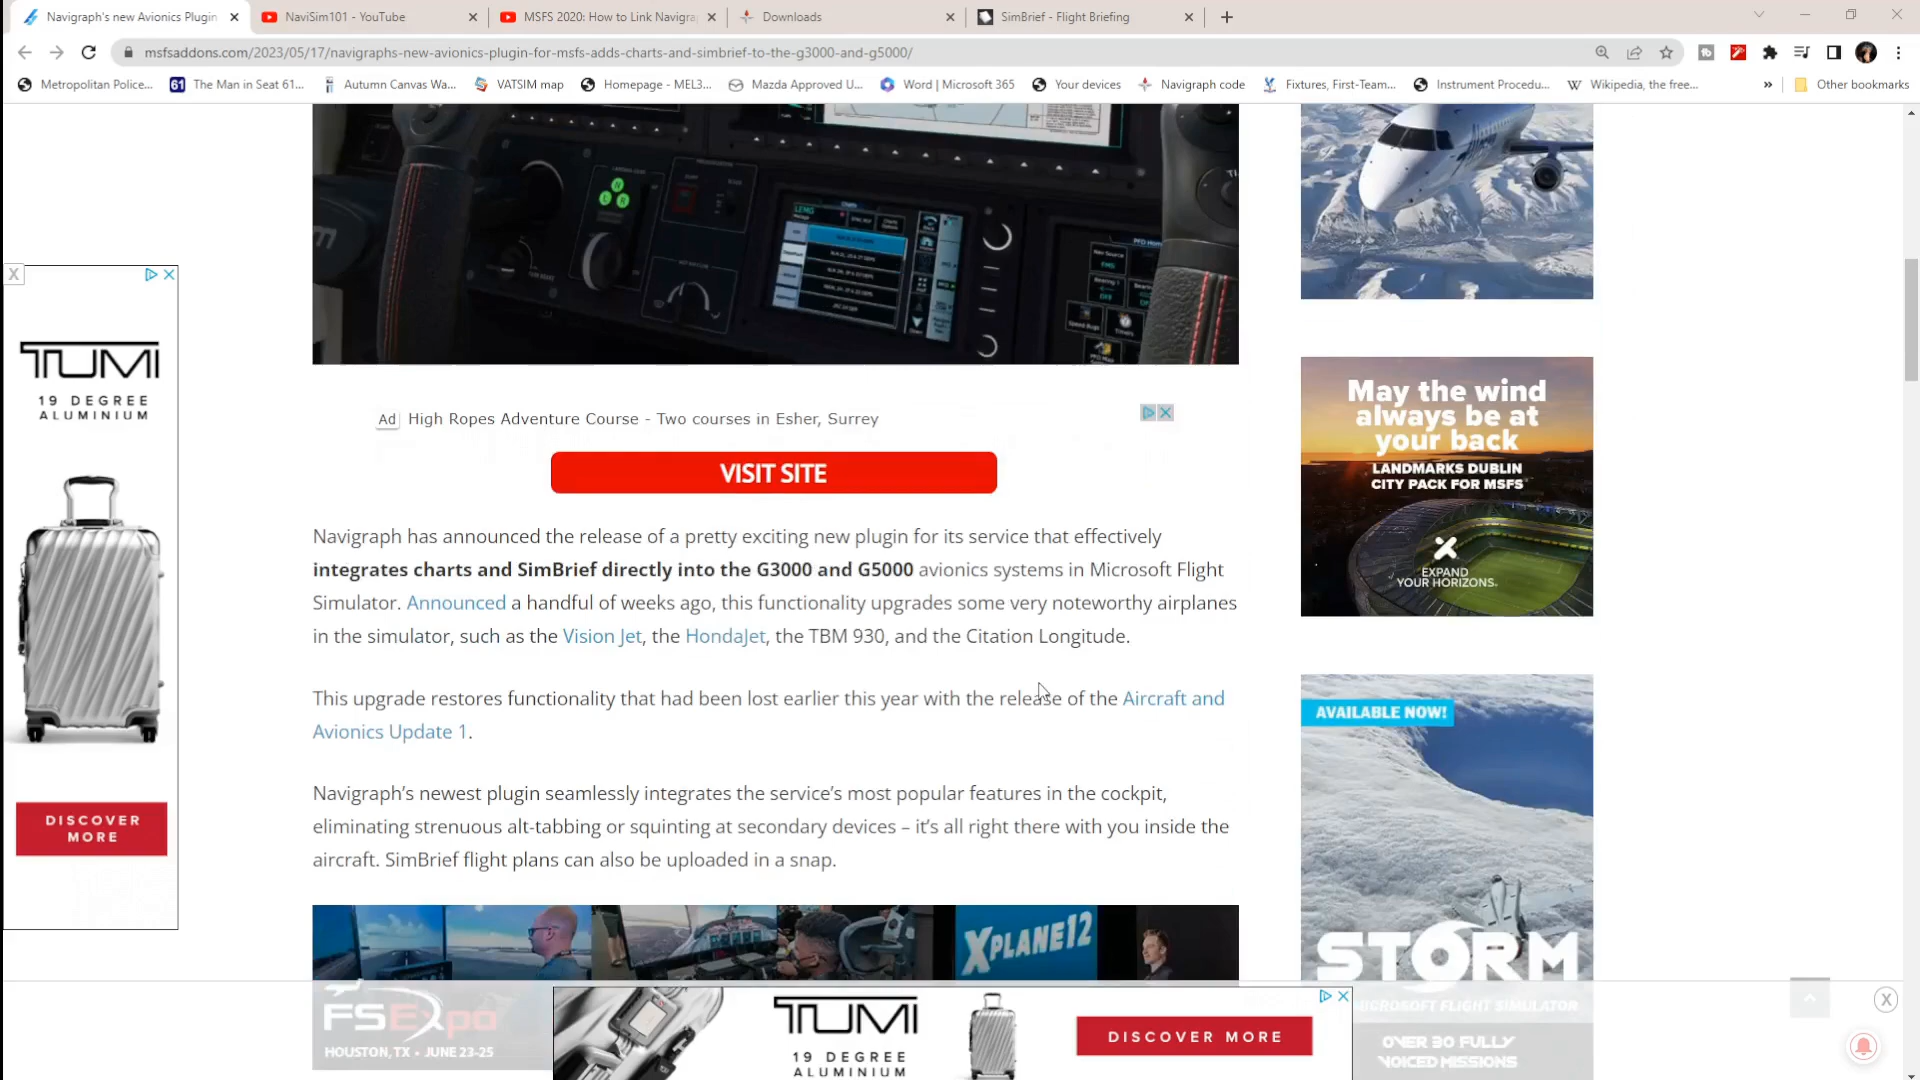 Navigraph's new Avionics Plugin
NaviSim101 - YouTube
MSFS 2020: How to Link Navigra
Downloads
SimBrief - Flight Briefing
msfsaddons.com/2023/05/17/navigraphs-new-avionics-plugin-for-msfs-adds-charts-and-simbrief-to-the-g3000-and-g5000/
Metropolitan Police...
61 The Man in Seat 61...
Autumn Canvas Wa...
VATSIM map
Homepage - MEL3...
Mazda Approved U...
Word | Microsoft 365
Your devices
Navigraph code
Fixtures, First-Team...
Instrument Procedu...
Wikipedia, the free...
»
Other bookmarks
X
TUMI
19 DEGREE
ALUMINIUM
DISCOVER
MORE
Ad High Ropes Adventure Course - Two courses in Esher, Surrey
VISIT SITE
Navigraph has announced the release of a pretty exciting new plugin for its service that effectively
integrates charts and SimBrief directly into the G3000 and G5000 avionics systems in Microsoft Flight
Simulator. Announced a handful of weeks ago, this functionality upgrades some very noteworthy airplanes
in the simulator, such as the Vision Jet, the HondaJet, the TBM 930, and the Citation Longitude.
This upgrade restores functionality that had been lost earlier this year with the release of the Aircraft and
Avionics Update 1.
Navigraph's newest plugin seamlessly integrates the service's most popular features in the cockpit,
eliminating strenuous alt-tabbing or squinting at secondary devices – it's all right there with you inside the
aircraft. SimBrief flight plans can also be uploaded in a snap.
XPLANE12
FSExpo
HOUSTON, TX • JUNE 23-25
TUMI
19 DEGREE
ALUMINIUM
DISCOVER MORE
May the wind
always be at
your back
LANDMARKS DUBLIN
CITY PACK FOR MSFS
EXPAND
YOUR HORIZONS
AVAILABLE NOW!
STORM
MICROSOFT FLIGHT SIMULATOR
OVER 30 FULLY
VOICED MISSIONS
X